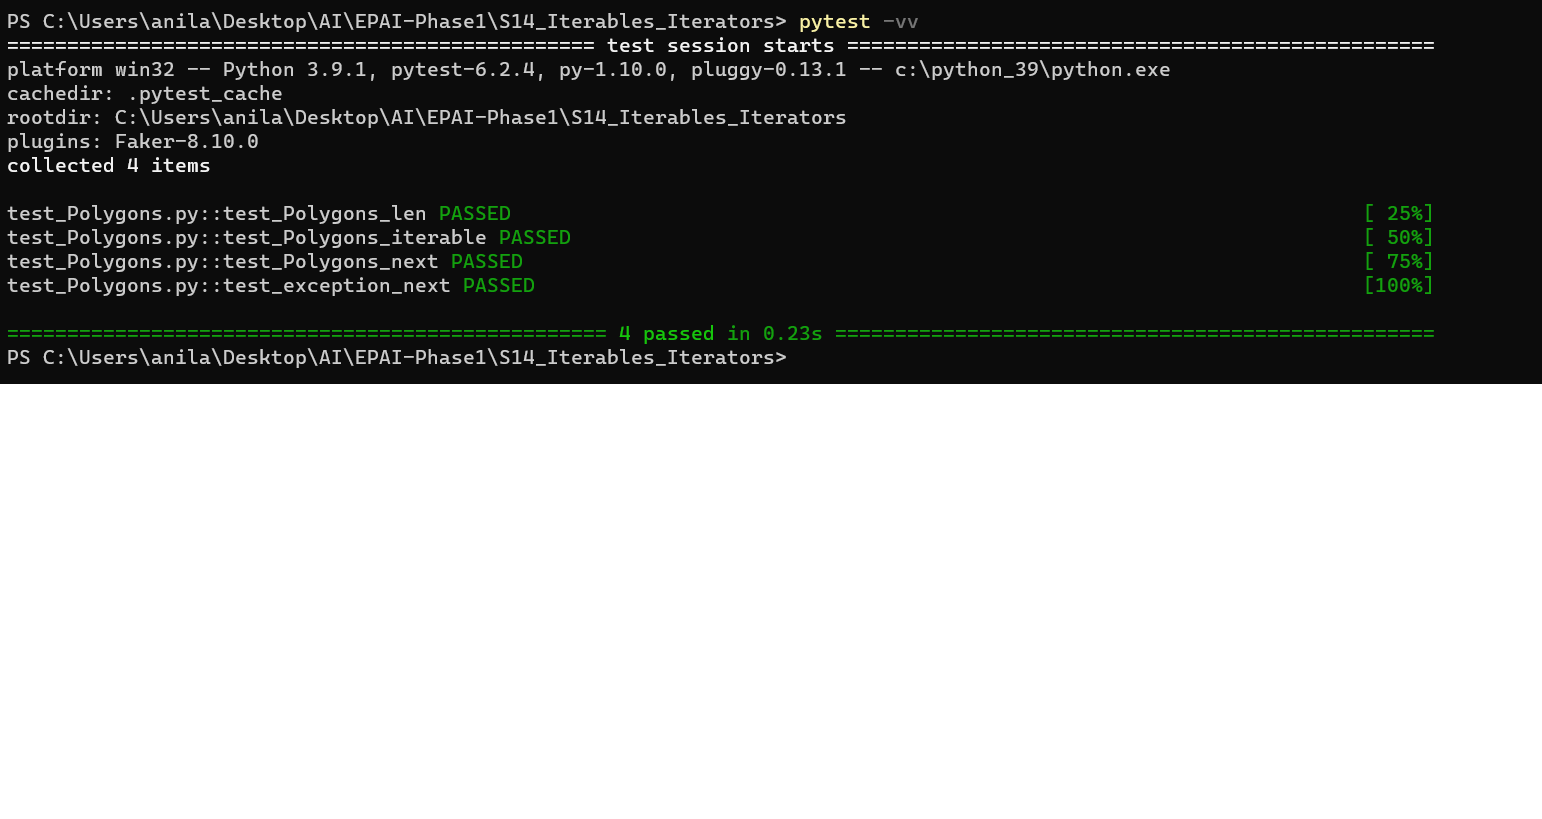 PS C:\Users\anila\Desktop\AI\EPAI-Phase1\S14_Iterables_Iterators> pytest -vv
================================================= test session starts =================================================
platform win32 -- Python 3.9.1, pytest-6.2.4, py-1.10.0, pluggy-0.13.1 -- c:\python_39\python.exe
cachedir: .pytest_cache
rootdir: C:\Users\anila\Desktop\AI\EPAI-Phase1\S14_Iterables_Iterators
plugins: Faker-8.10.0
collected 4 items

test_Polygons.py::test_Polygons_len PASSED                                                                       [ 25%]
test_Polygons.py::test_Polygons_iterable PASSED                                                                  [ 50%]
test_Polygons.py::test_Polygons_next PASSED                                                                      [ 75%]
test_Polygons.py::test_exception_next PASSED                                                                     [100%]

================================================== 4 passed in 0.23s ==================================================
PS C:\Users\anila\Desktop\AI\EPAI-Phase1\S14_Iterables_Iterators>